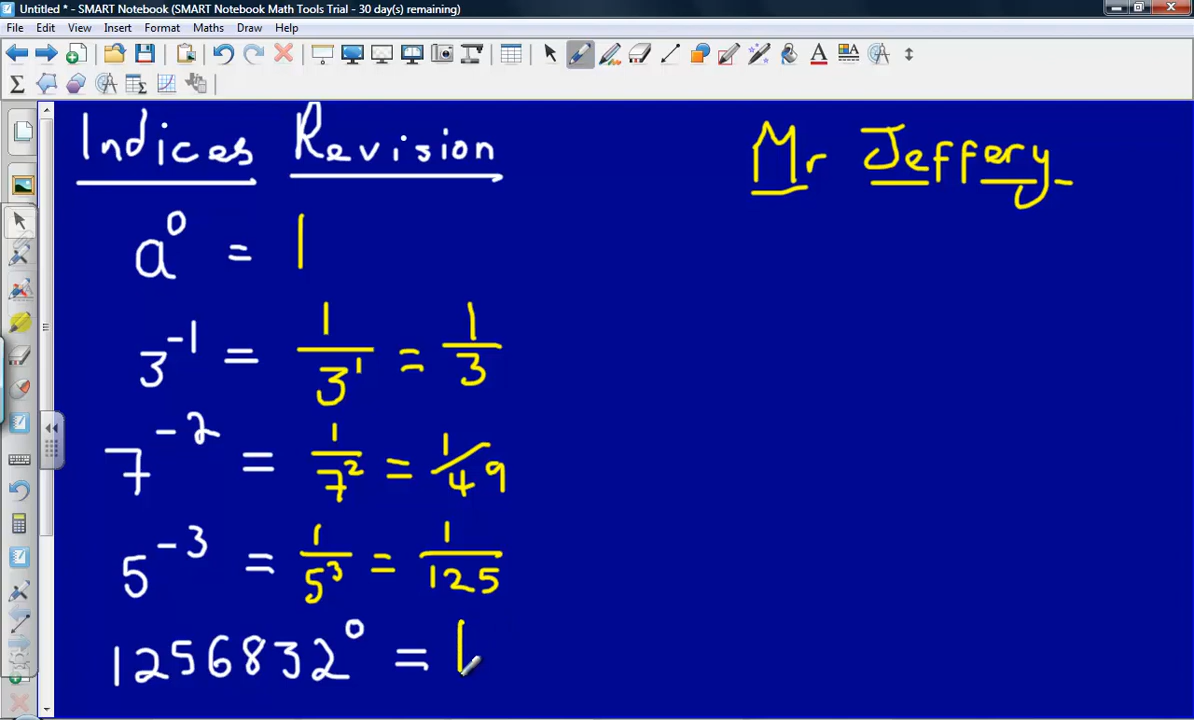 Untitled * - SMART Notebook (SMART Notebook Math Tools Trial - 30 day(s) remaining)
File Edit View Insert Format Maths Draw Help
Indices Revision
Mr Jeffery
a⁰ = 1
3⁻¹ = 1/3¹ = 1/3
7⁻² = 1/7² = 1/49
5⁻³ = 1/5³ = 1/125
1256832⁰ = 1